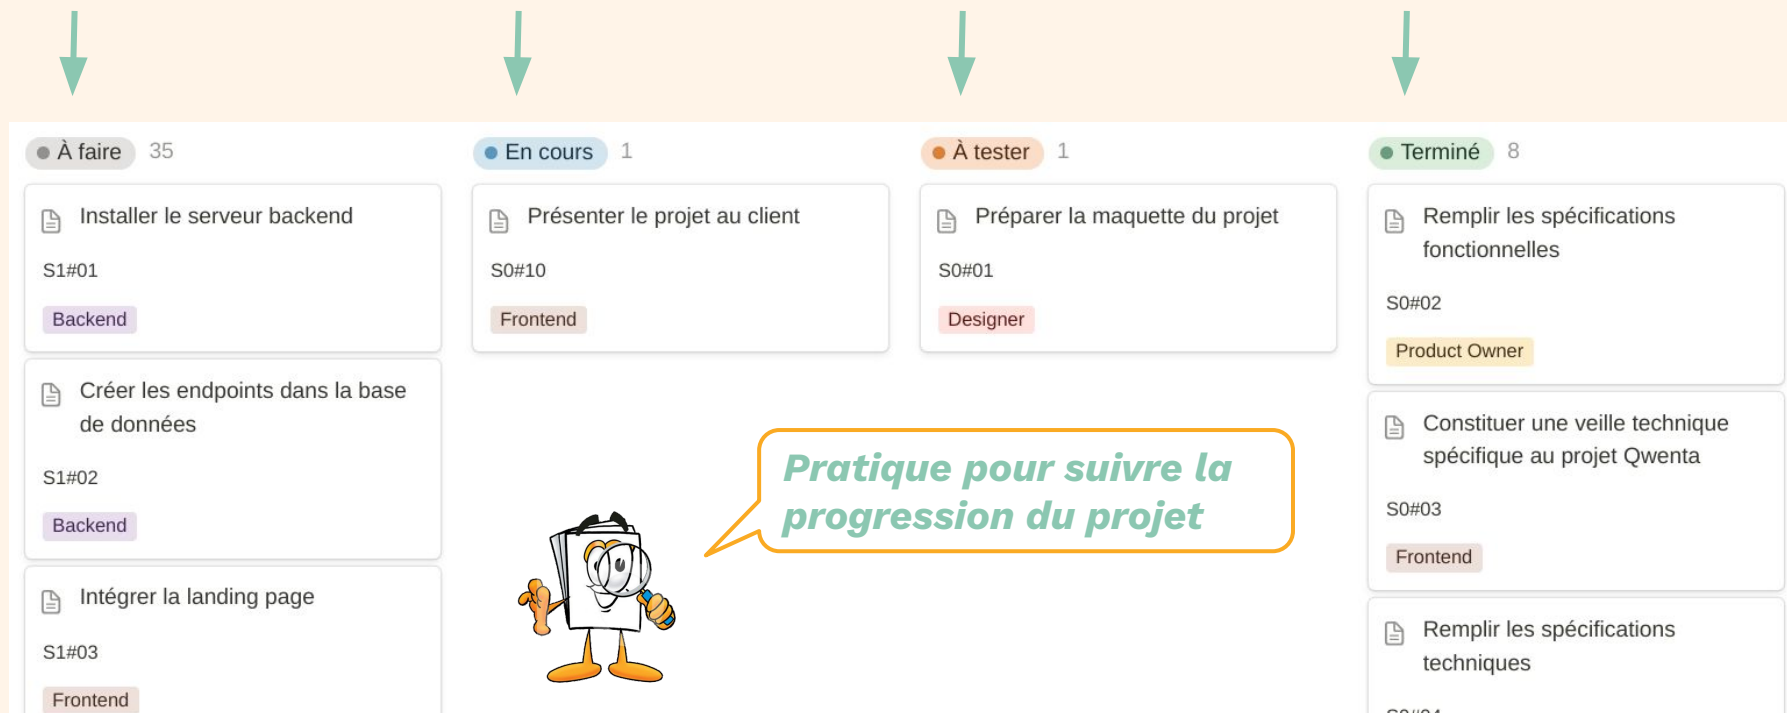 À faire 35
Installer le serveur backend
S1#01
Backend
Créer les endpoints dans la base
de données
S1#02
Backend
Intégrer la landing page
S1#03
Frontend
En cours 1
Présenter le projet au client
S0#10
Frontend
À tester 1
Préparer la maquette du projet
S0#01
Designer
Pratique pour suivre la
progression du projet
Terminé 8
Remplir les spécifications
fonctionnelles
S0#02
Product Owner
Constituer une veille technique
spécifique au projet Qwenta
S0#03
Frontend
Remplir les spécifications
techniques